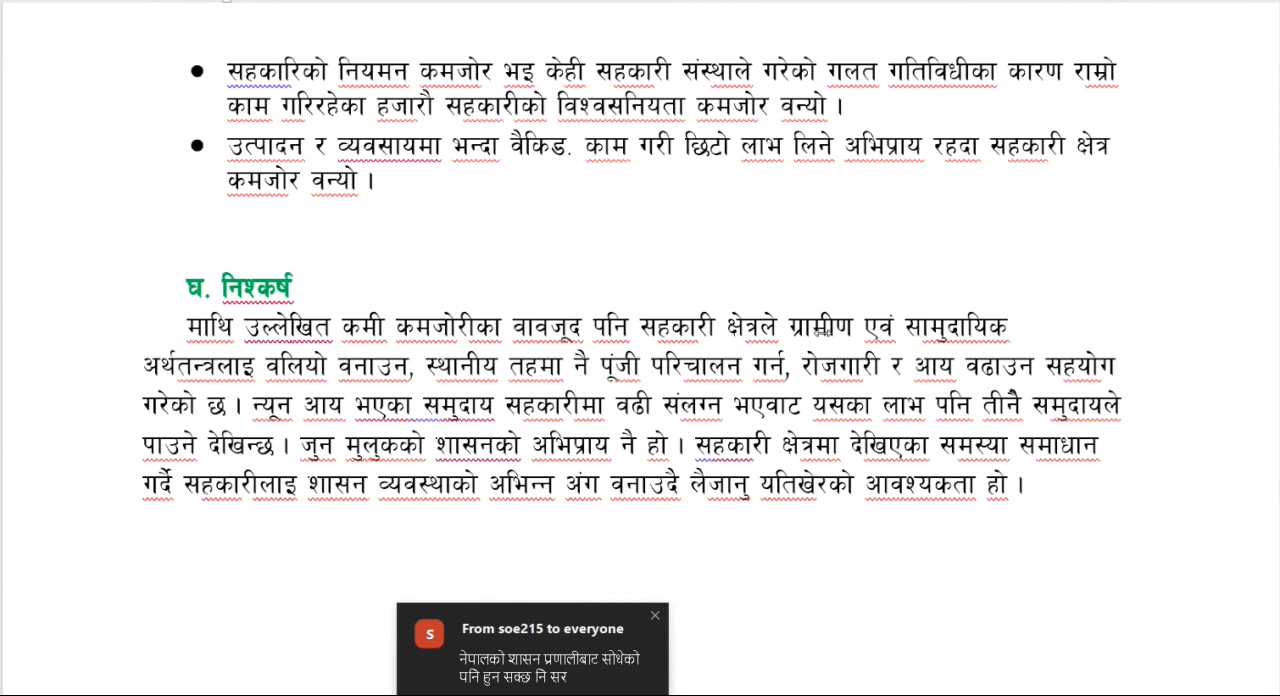 ● सहकारिको नियमन कमजोर भइ केही सहकारी संस्थाले गरेको गलत गतिविधीका कारण राम्रो
काम गरिरहेका हजारौ सहकारीको विश्वसनियता कमजोर वन्यो ।
● उत्पादन र व्यवसायमा भन्दा वैकिड. काम गरी छिटो लाभ लिने अभिप्राय रहदा सहकारी क्षेत्र
कमजोर वन्यो ।
घ. निश्कर्ष
माथि उल्लेखित कमी कमजोरीका वावजूद पनि सहकारी क्षेत्रले ग्रामीण एवं सामुदायिक
अर्थतन्त्रलाइ वलियो वनाउन, स्थानीय तहमा नै पूंजी परिचालन गर्न, रोजगारी र आय वढाउन सहयोग
गरेको छ । न्यून आय भएका समुदाय सहकारीमा वढी संलग्न भएवाट यसका लाभ पनि तीनै समुदायले
पाउने देखिन्छ । जुन मुलुकको शासनको अभिप्राय नै हो । सहकारी क्षेत्रमा देखिएका समस्या समाधान
गर्दै सहकारीलाइ शासन व्यवस्थाको अभिन्न अंग वनाउदै लैजानु यतिखेरको आवश्यकता हो ।
S
From soe215 to everyone
नेपालको शासन प्रणालीबाट सोधेको
पनि हुन सक्छ नि सर